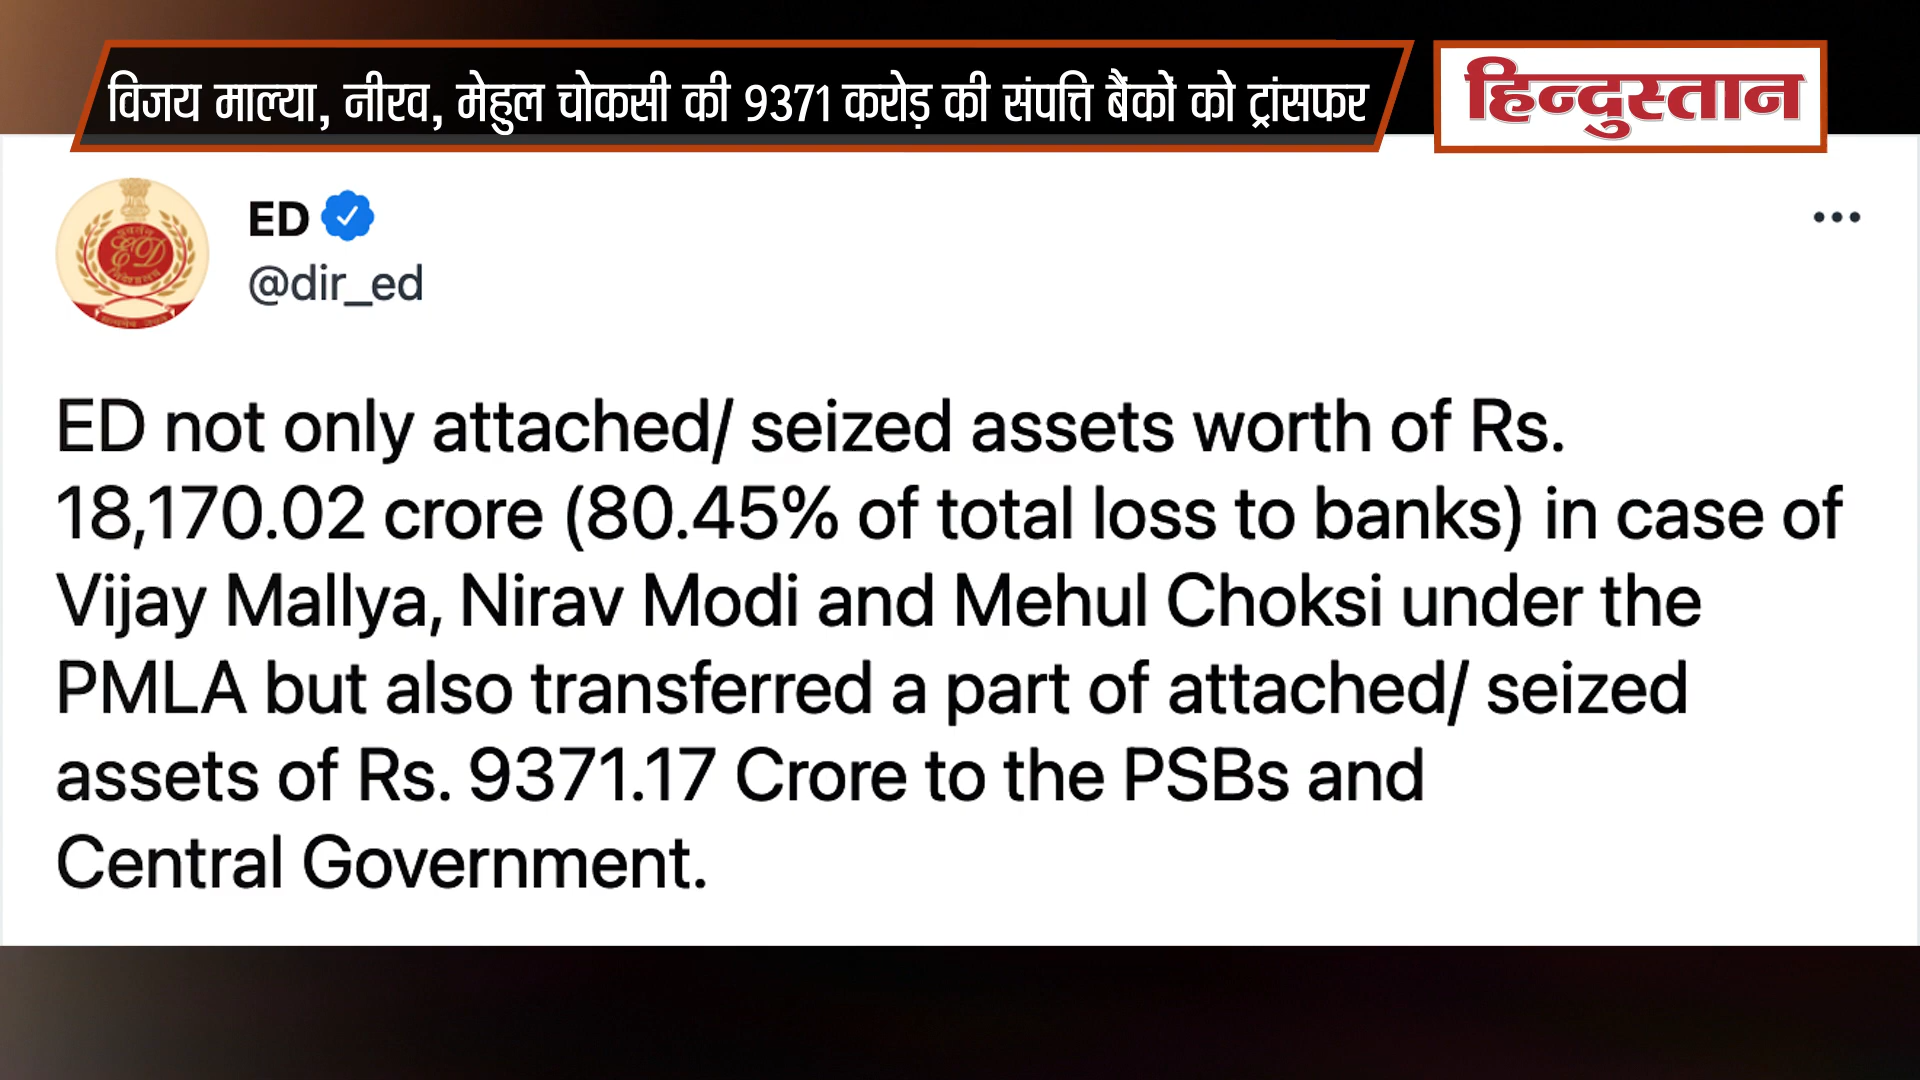 विजय माल्या, नीरव, मेहुल चोकसी की 9371 करोड़ की संपत्ति बैंकों को ट्रांसफर
हिन्दुस्तान
ED
@dir_ed
ED not only attached/ seized assets worth of Rs.
18,170.02 crore (80.45% of total loss to banks) in case of
Vijay Mallya, Nirav Modi and Mehul Choksi under the
PMLA but also transferred a part of attached/ seized
assets of Rs. 9371.17 Crore to the PSBs and
Central Government.